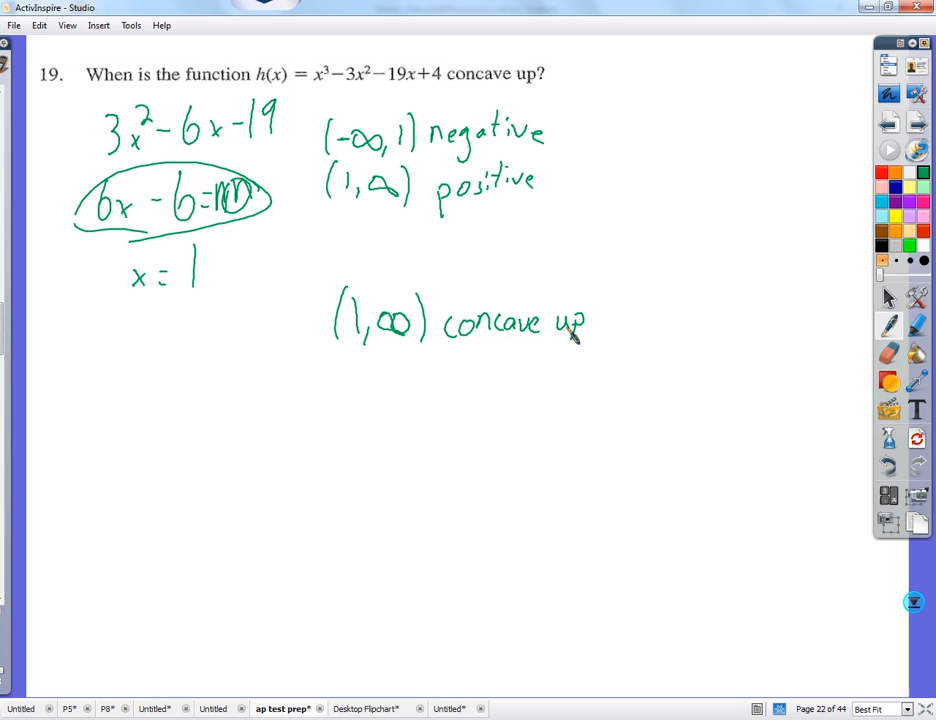 ActivInspire - Studio
File Edit View Insert Tools Help
19. When is the function h(x) = x³−3x²−19x+4 concave up?
3x² - 6x - 19
(-∞, 1) negative
(1, ∞) positive
6x - 6 =
x = 1
(1, ∞) concave up
Untitled P5* P8* Untitled* Untitled ap test prep* Desktop Flipchart* Untitled* Page 22 of 44 Best Fit